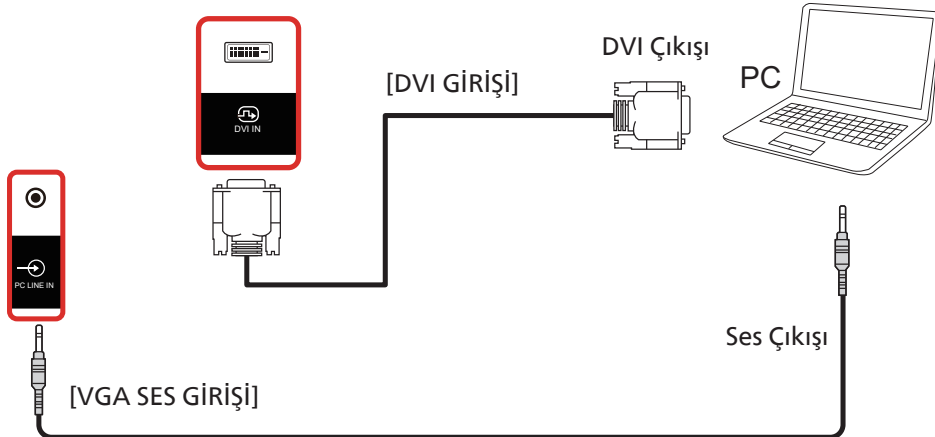 DVI Çıkışı
[DVI GİRİŞİ]
PC
DVI IN
PC LINE IN
Ses Çıkışı
[VGA SES GİRİŞİ]